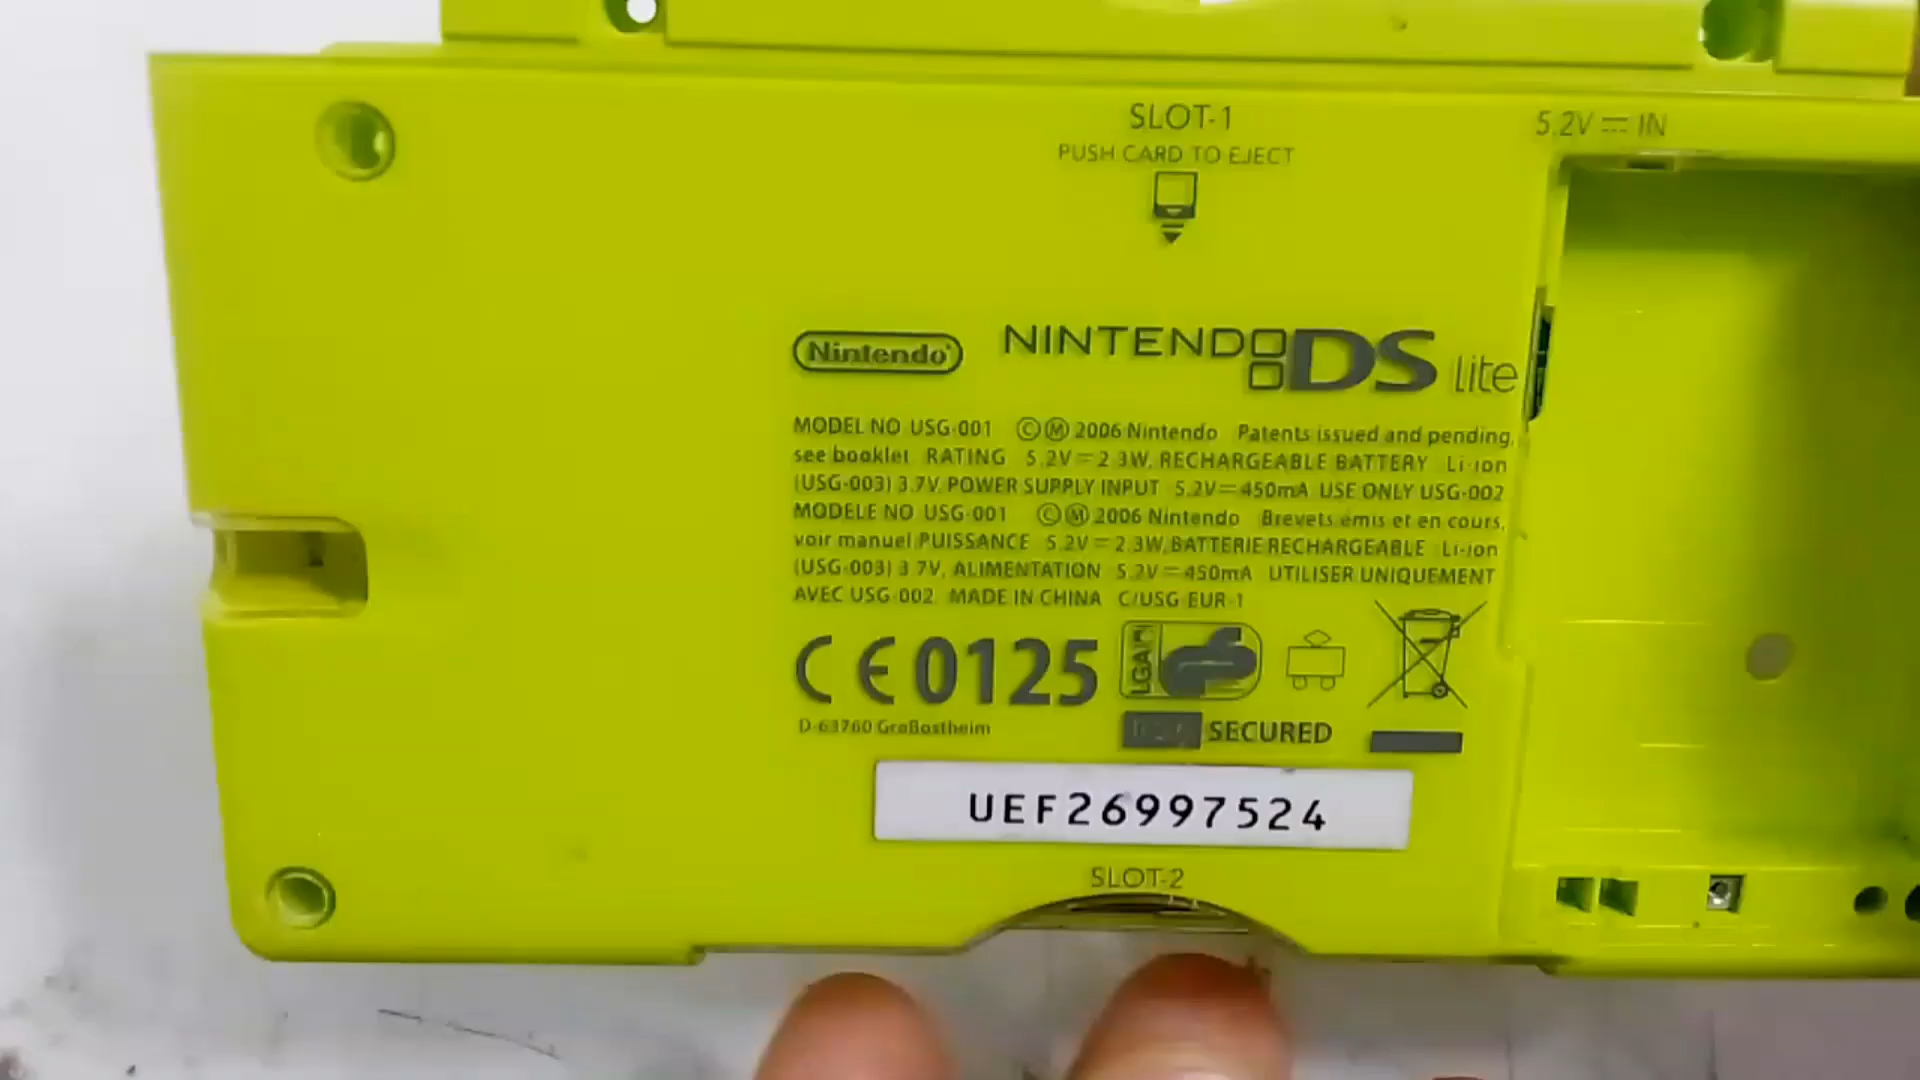 SLOT-1
5.2V ⎓ IN
PUSH CARD TO EJECT
Nintendo
NINTENDO DS Lite
MODEL NO USG-001 ©Ⓜ 2006 Nintendo Patents issued and pending,
see booklet RATING 5.2V⎓2.3W, RECHARGEABLE BATTERY Li-ion
(USG-003) 3.7V, POWER SUPPLY INPUT 5.2V⎓450mA USE ONLY USG-002
MODELE NO USG-001 ©Ⓜ 2006 Nintendo Brevets émis et en cours,
voir manuel PUISSANCE 5.2V⎓2.3W, BATTERIE RECHARGEABLE Li-ion
(USG-003) 3.7V, ALIMENTATION 5.2V⎓450mA UTILISER UNIQUEMENT
AVEC USG-002 MADE IN CHINA C/USG-EUR-1
CE 0125 LGA
D-63760 Großostheim
SECURED
UEF26997524
SLOT-2